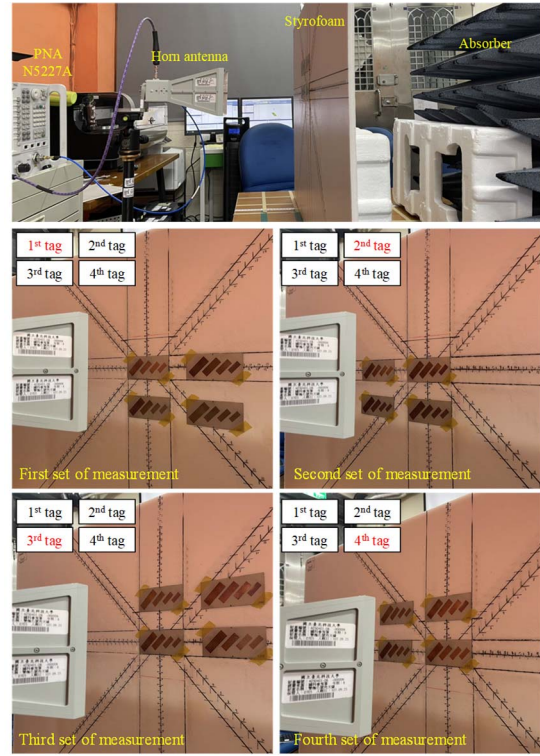 PNA
N5227A
Horn antenna
Styrofoam
Absorber
1st tag 2nd tag
3rd tag 4th tag
First set of measurement
1st tag 2nd tag
3rd tag 4th tag
Second set of measurement
1st tag 2nd tag
3rd tag 4th tag
Third set of measurement
1st tag 2nd tag
3rd tag 4th tag
Fourth set of measurement